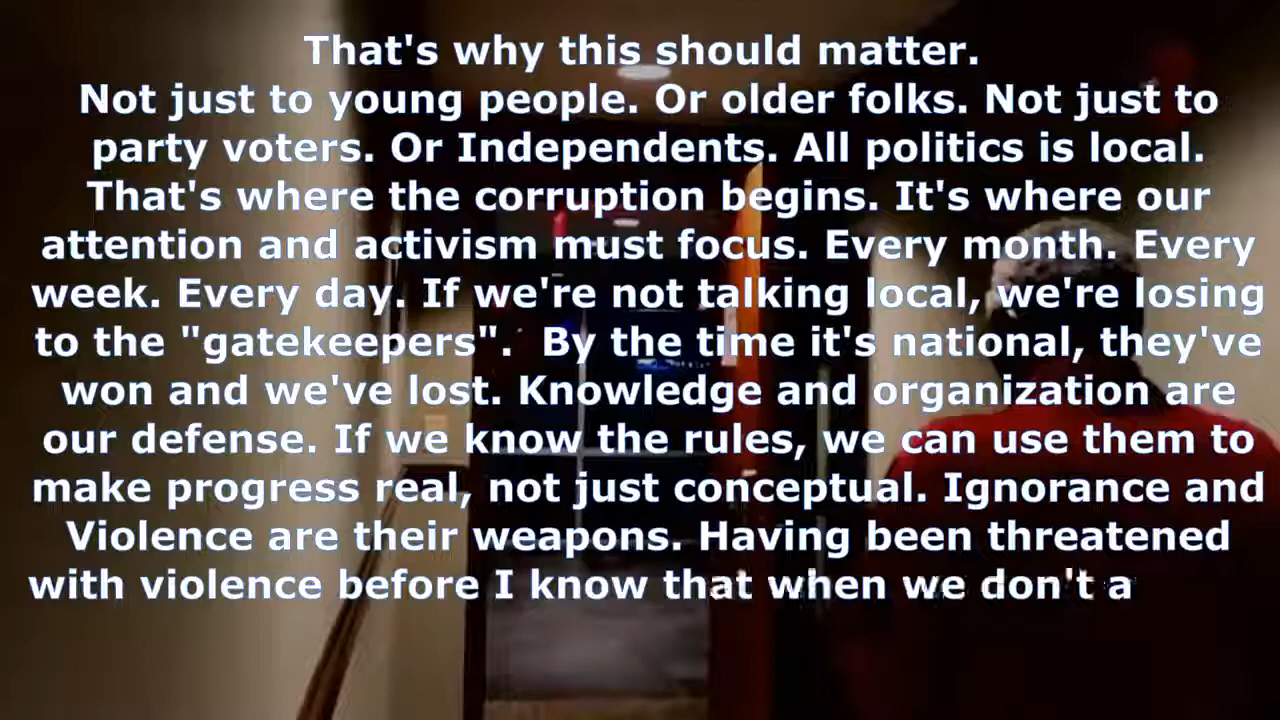 That's why this should matter.
Not just to young people. Or older folks. Not just to
party voters. Or Independents. All politics is local.
That's where the corruption begins. It's where our
attention and activism must focus. Every month. Every
week. Every day. If we're not talking local, we're losing
to the "gatekeepers".  By the time it's national, they've
won and we've lost. Knowledge and organization are
our defense. If we know the rules, we can use them to
make progress real, not just conceptual. Ignorance and
Violence are their weapons. Having been threatened
with violence before I know that when we don't a